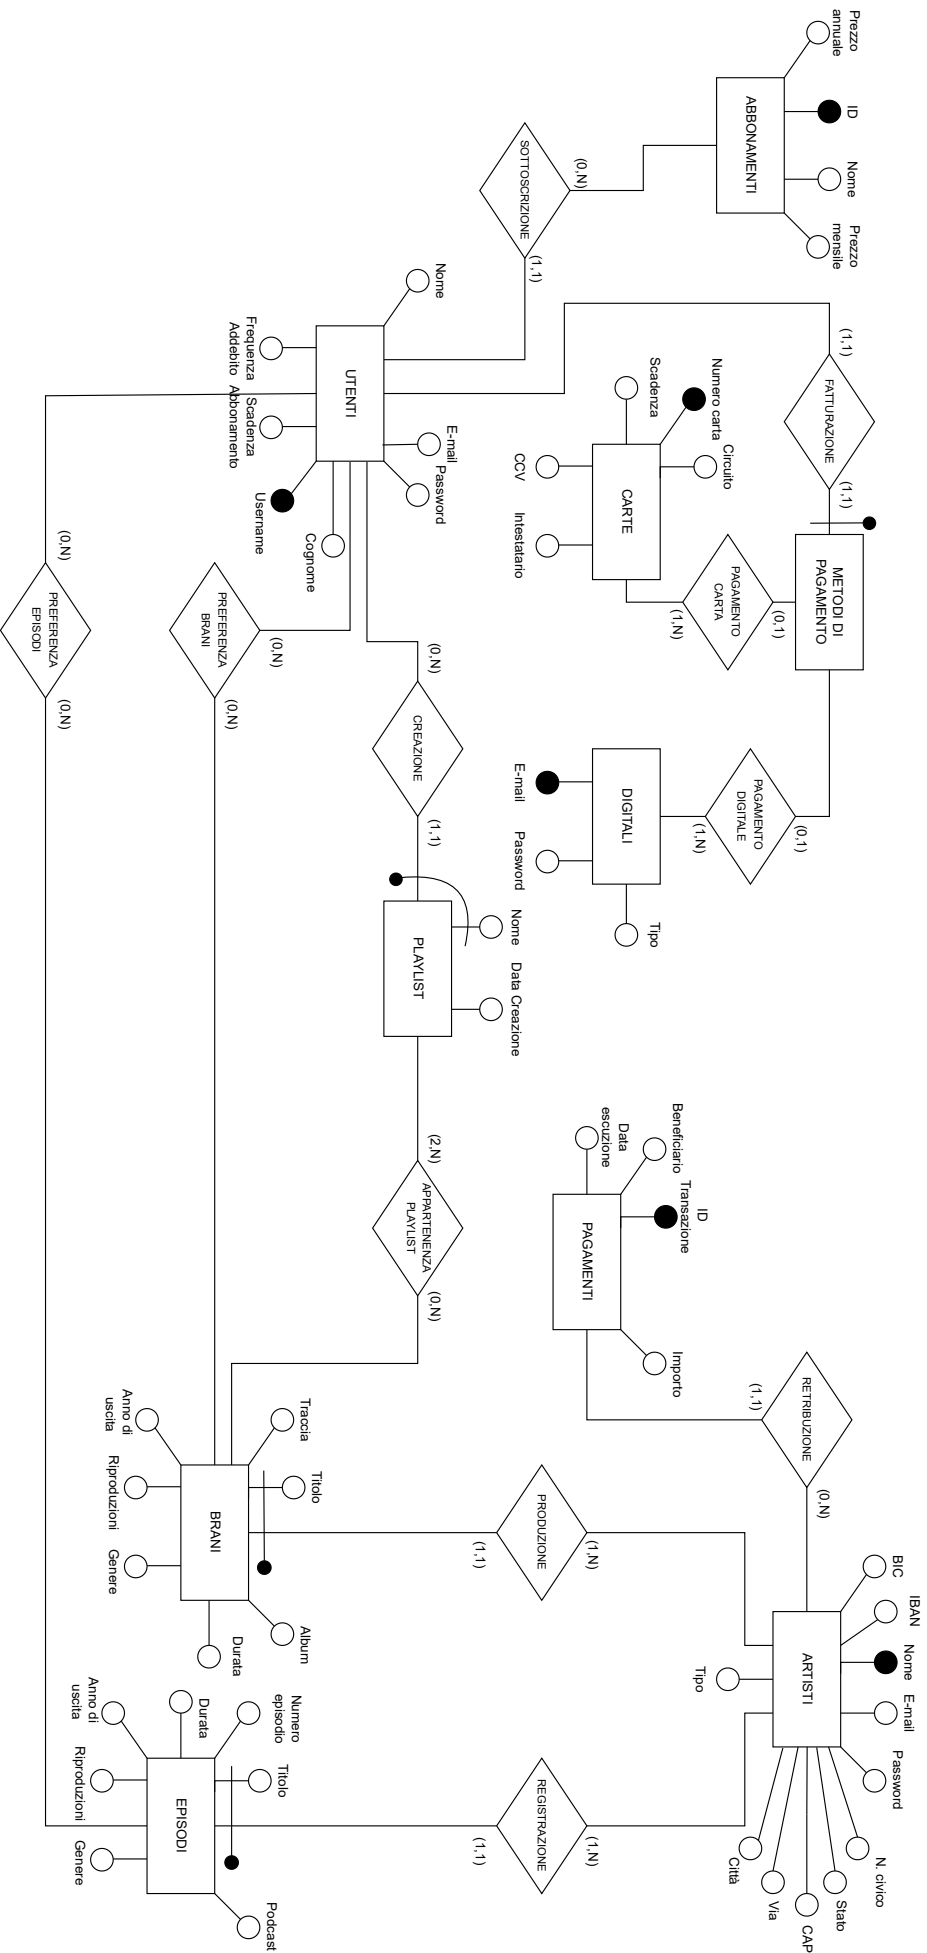 Prezzo
annuale
ID
Nome
Prezzo
mensile
ABBONAMENTI
(0,N)
SOTTOSCRIZIONE
(1,1)
Nome
Frequenza
Addebito
Scadenza
Abbonamento
UTENTI
E-mail
Password
Username
Cognome
(1,1)
FATTURAZIONE
(1,1)
METODI DI
PAGAMENTO
Scadenza
Numero carta
Circuito
CCV
Intestatario
CARTE
PAGAMENTO
CARTA
(0,1)
(1,N)
PAGAMENTO
DIGITALE
(0,1)
(1,N)
DIGITALI
E-mail
Password
Tipo
(0,N)
CREAZIONE
(1,1)
(0,N)
PREFERENZA
BRANI
(0,N)
(0,N)
PREFERENZA
EPISODI
(0,N)
PLAYLIST
Nome
Data Creazione
(2,N)
APPARTENENZA
PLAYLIST
(0,N)
Beneficiario
ID
Transazione
Data
escuzione
PAGAMENTI
Importo
(1,1)
RETRIBUZIONE
(0,N)
BIC
IBAN
Nome
E-mail
Password
ARTISTI
Tipo
N. civico
Stato
CAP
Via
Città
(1,N)
PRODUZIONE
(1,1)
(1,N)
REGISTRAZIONE
(1,1)
Traccia
Titolo
Anno di
uscita
Riproduzioni
Genere
BRANI
Album
Durata
Numero
episodio
Titolo
Durata
Anno di
uscita
Riproduzioni
Genere
EPISODI
Podcast